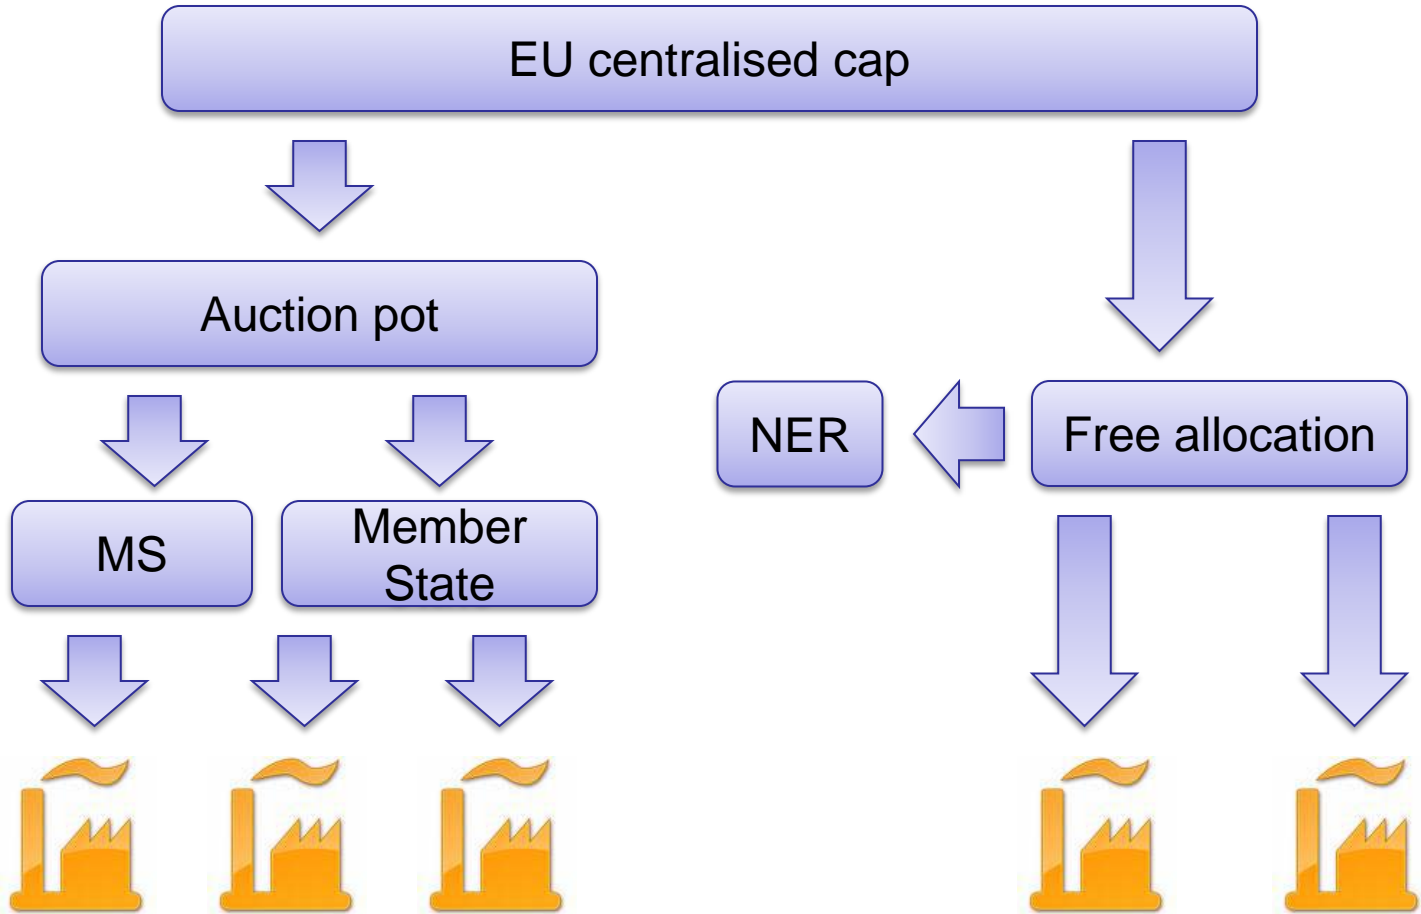 EU centralised cap
Auction pot
NER
Free allocation
MS
Member
State